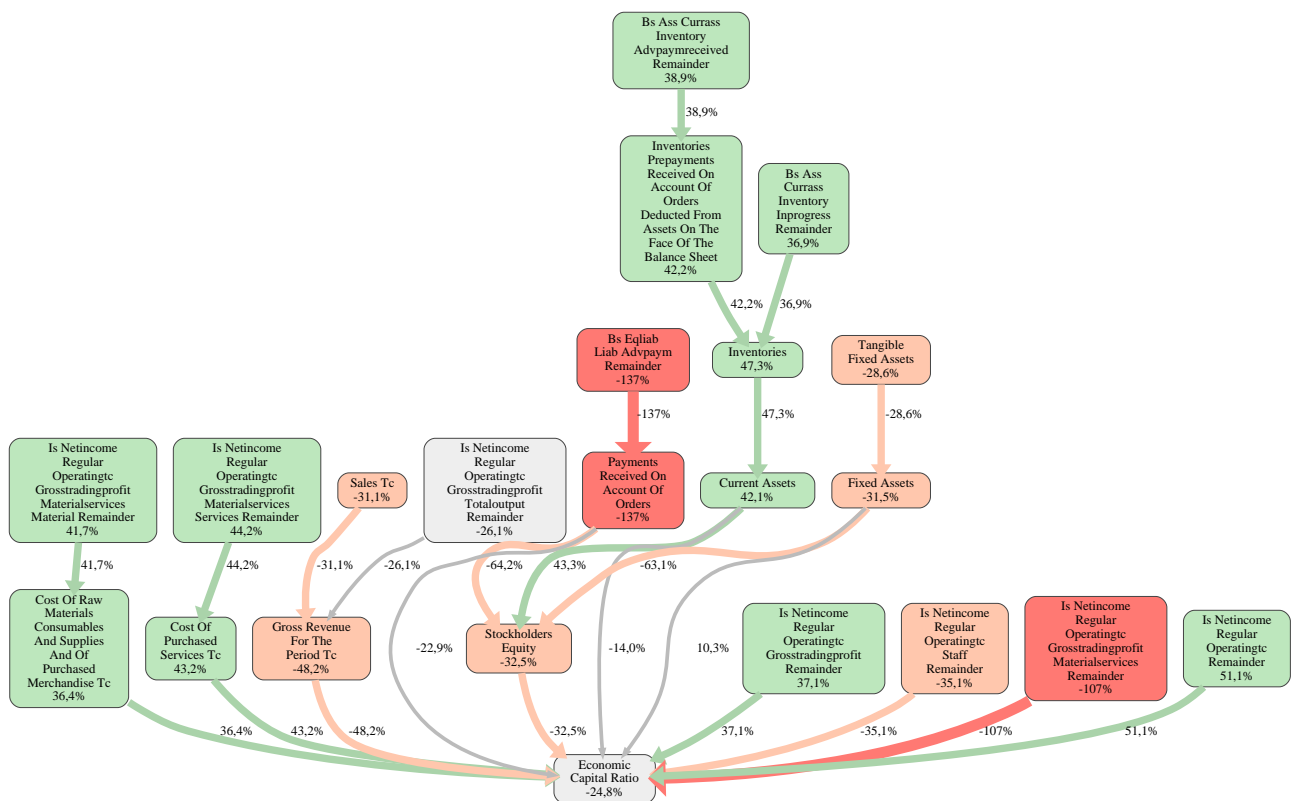 Bs Ass Currass
Inventory
Advpaymreceived
Remainder
38,9%
38,9%
Inventories
Prepayments
Received On
Account Of
Orders
Deducted From
Assets On The
Face Of The
Balance Sheet
42,2%
Bs Ass
Currass
Inventory
Inprogress
Remainder
36,9%
42,2%
36,9%
Bs Eqliab
Liab Advpaym
Remainder
-137%
Inventories
47,3%
Tangible
Fixed Assets
-28,6%
-137%
47,3%
-28,6%
Is Netincome
Regular
Operatingtc
Grosstradingprofit
Materialservices
Material Remainder
41,7%
Is Netincome
Regular
Operatingtc
Grosstradingprofit
Materialservices
Services Remainder
44,2%
Sales Tc
-31,1%
Is Netincome
Regular
Operatingtc
Grosstradingprofit
Totaloutput
Remainder
-26,1%
Payments
Received On
Account Of
Orders
-137%
Current Assets
42,1%
Fixed Assets
-31,5%
41,7%
44,2%
-31,1%
-26,1%
-64,2%
43,3%
-63,1%
Cost Of Raw
Materials
Consumables
And Supplies
And Of
Purchased
Merchandise Tc
36,4%
Cost Of
Purchased
Services Tc
43,2%
Gross Revenue
For The
Period Tc
-48,2%
-22,9%
Stockholders
Equity
-32,5%
-14,0%
10,3%
Is Netincome
Regular
Operatingtc
Grosstradingprofit
Remainder
37,1%
Is Netincome
Regular
Operatingtc
Staff
Remainder
-35,1%
Is Netincome
Regular
Operatingtc
Grosstradingprofit
Materialservices
Remainder
-107%
Is Netincome
Regular
Operatingtc
Remainder
51,1%
36,4%
43,2%
-48,2%
-32,5%
37,1%
-35,1%
-107%
51,1%
Economic
Capital Ratio
-24,8%